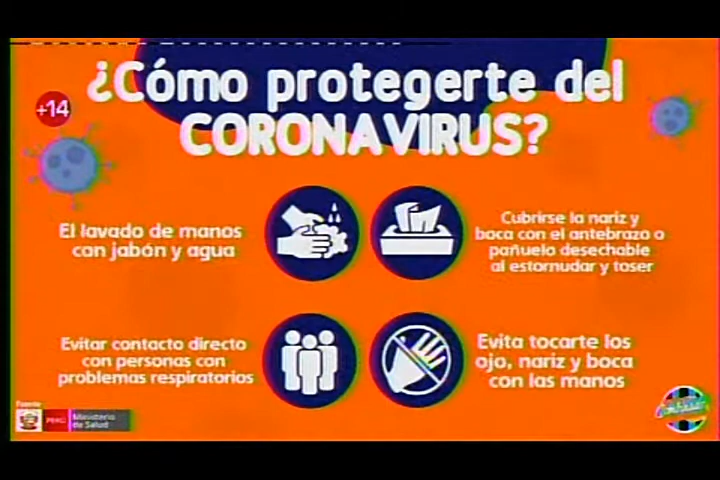 ¿Cómo protegerte del
CORONAVIRUS?
+14
El lavado de manos
con jabón y agua
Cubrirse la nariz y
boca con el antebrazo o
pañuelo desechable
al estornudar y toser
Evitar contacto directo
con personas con
problemas respiratorios
Evita tocarte los
ojo, nariz y boca
con las manos
Fuente
PERÚ
Ministerio
de Salud